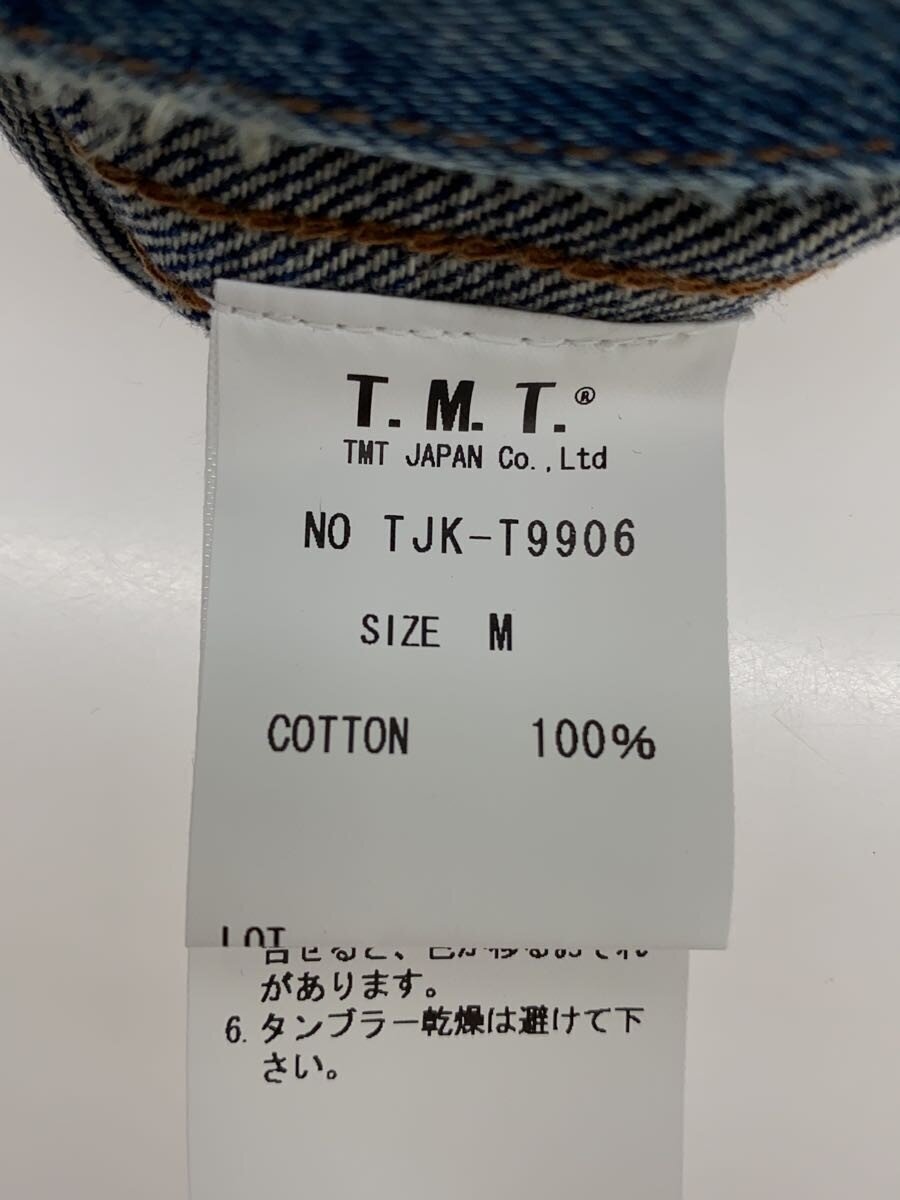 T.M.T.®
TMT JAPAN Co.,Ltd
NO TJK-T9906
SIZE M
COTTON 100%
LOT
があります。
6.タンブラー乾燥は避けて下
さい。